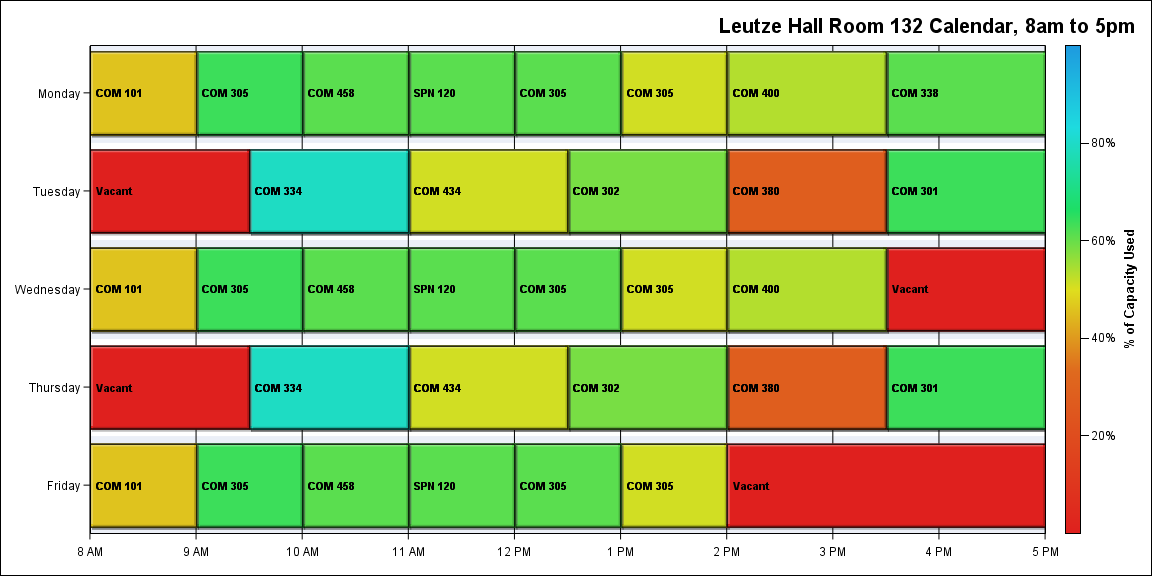 Leutze Hall Room 132 Calendar, 8am to 5pm
Monday
COM 101
COM 305
COM 458
SPN 120
COM 305
COM 305
COM 400
COM 338
Tuesday
Vacant
COM 334
COM 434
COM 302
COM 380
COM 301
Wednesday
COM 101
COM 305
COM 458
SPN 120
COM 305
COM 305
COM 400
Vacant
Thursday
Vacant
COM 334
COM 434
COM 302
COM 380
COM 301
Friday
COM 101
COM 305
COM 458
SPN 120
COM 305
COM 305
Vacant
8 AM
9 AM
10 AM
11 AM
12 PM
1 PM
2 PM
3 PM
4 PM
5 PM
80%
60%
40%
20%
% of Capacity Used